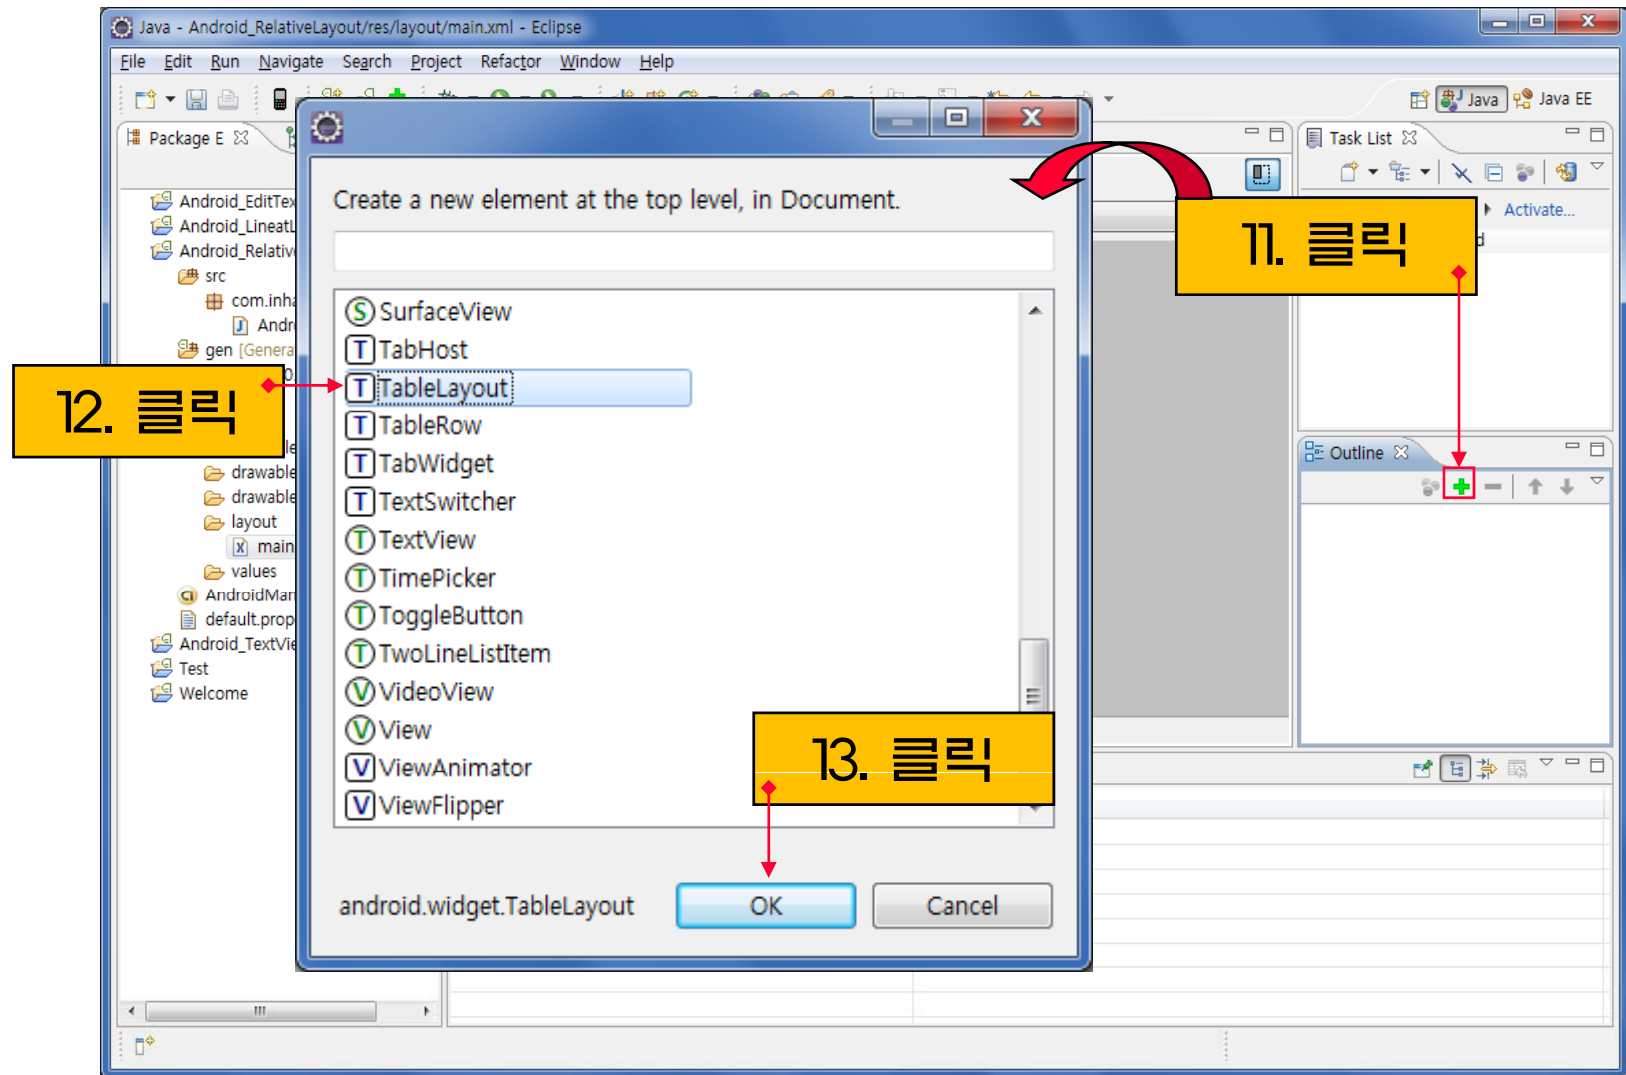 Java - Android_RelativeLayout/res/layout/main.xml - Eclipse
File Edit Run Navigate Search Project Refactor Window Help
Java
Java EE
Package E
Task List
Activate...
Create a new element at the top level, in Document.
11. 클릭
Android_EditTex
Android_LineatL
Android_Relativ
src
com.inha
Andr
gen [Genera
SurfaceView
TabHost
TableLayout
TableRow
TabWidget
TextSwitcher
TextView
TimePicker
ToggleButton
TwoLineListItem
VideoView
View
ViewAnimator
ViewFlipper
12. 클릭
drawable
drawable
layout
main
values
AndroidMan
default.prop
Android_TextVie
Test
Welcome
Outline
13. 클릭
android.widget.TableLayout
OK
Cancel